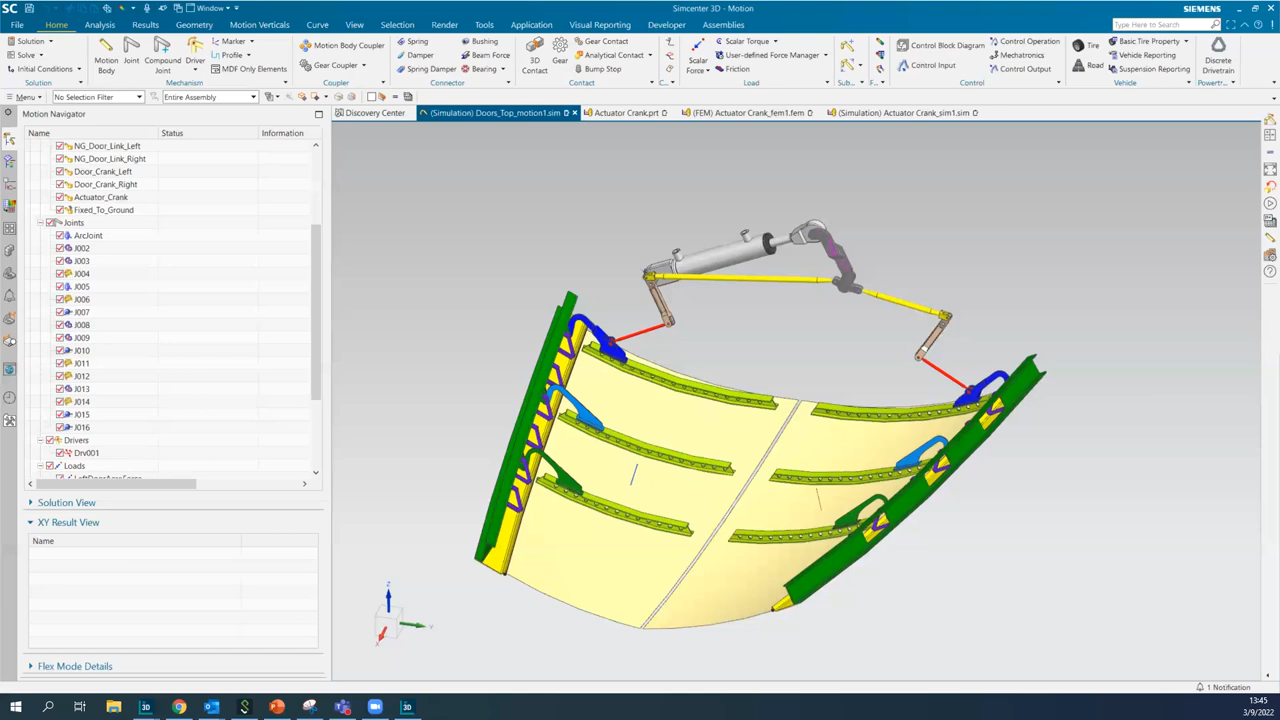 SC
Window
Simcenter 3D - Motion
SIEMENS
File
Home
Analysis
Results
Assembly
Geometry
Motion Verticals
Curve
View
Selection
Render
Tools
Application
Visual Reporting
Developer
Assemblies
Type Here to Search
Solution
Solve
Initial Conditions
Solution
Motion Body
Joint
Compound Joint
Driver
Marker
Profile
MDF Only Elements
Mechanism
Motion Body Coupler
Gear Coupler
Coupler
Spring
Damper
Spring Damper
Bushing
Bearing
Connector
3D Contact
Gear
Gear Contact
Analytical Contact
Bump Stop
Contact
C...
Scalar Force
Scalar Torque
User-defined Force Manager
Friction
Load
Sub...
F...
Control Block Diagram
Control Input
Control Operation
Mechatronics
Control Output
Control
Tire
Road
Basic Tire Property
Vehicle Reporting
Suspension Reporting
Vehicle
Discrete Drivetrain
Powertr...
Menu
No Selection Filter
Entire Assembly
Motion Navigator
Discovery Center
(Simulation) Doors_Top_motion1.sim
Actuator Crank.prt
(FEM) Actuator Crank_fem1.fem
(Simulation) Actuator Crank_sim1.sim
Name
Status
Information
NG_Door_Link_Left
NG_Door_Link_Right
Door_Crank_Left
Door_Crank_Right
Actuator_Crank
Fixed_To_Ground
Joints
ArcJoint
J002
J003
J004
J005
J006
J007
J008
J009
J010
J011
J012
J013
J014
J015
J016
Drivers
Drv001
Loads
Solution View
XY Result View
Name
Flex Mode Details
Z
Y
X
1 Notification
13:45
3/9/2022